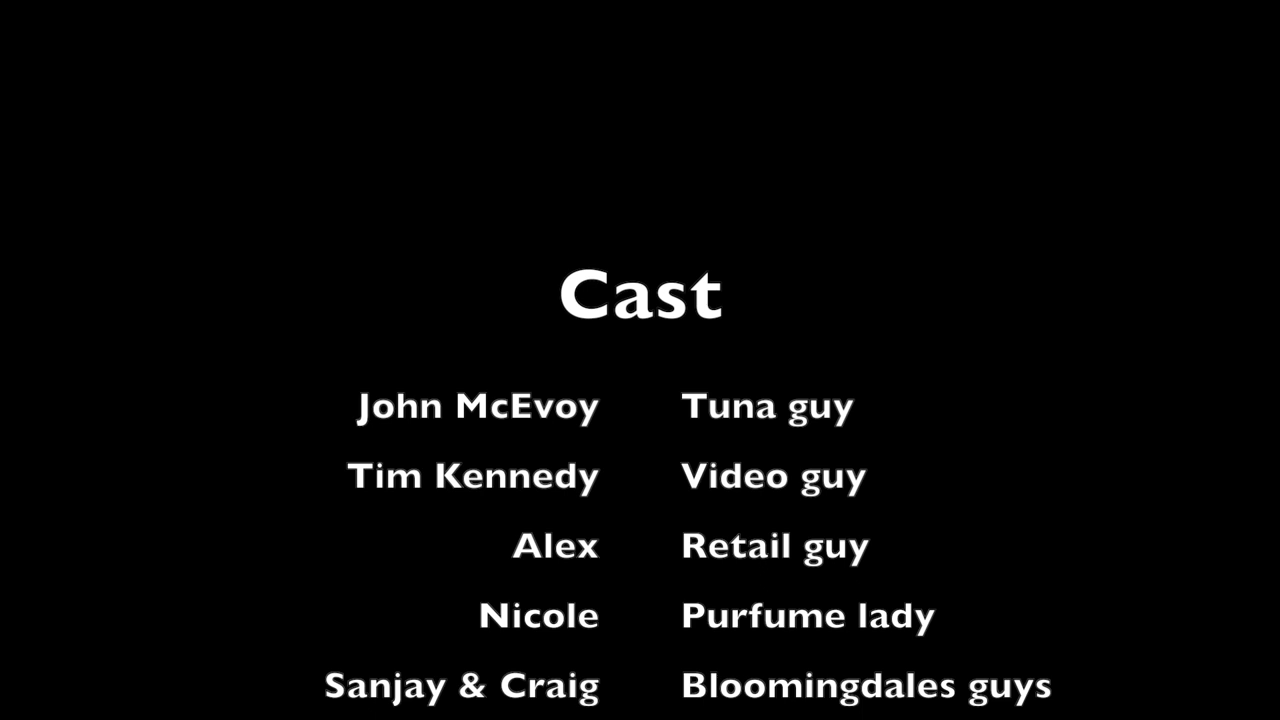 Cast
John McEvoy Tuna guy
Tim Kennedy Video guy
Alex Retail guy
Nicole Purfume lady
Sanjay & Craig Bloomingdales guys